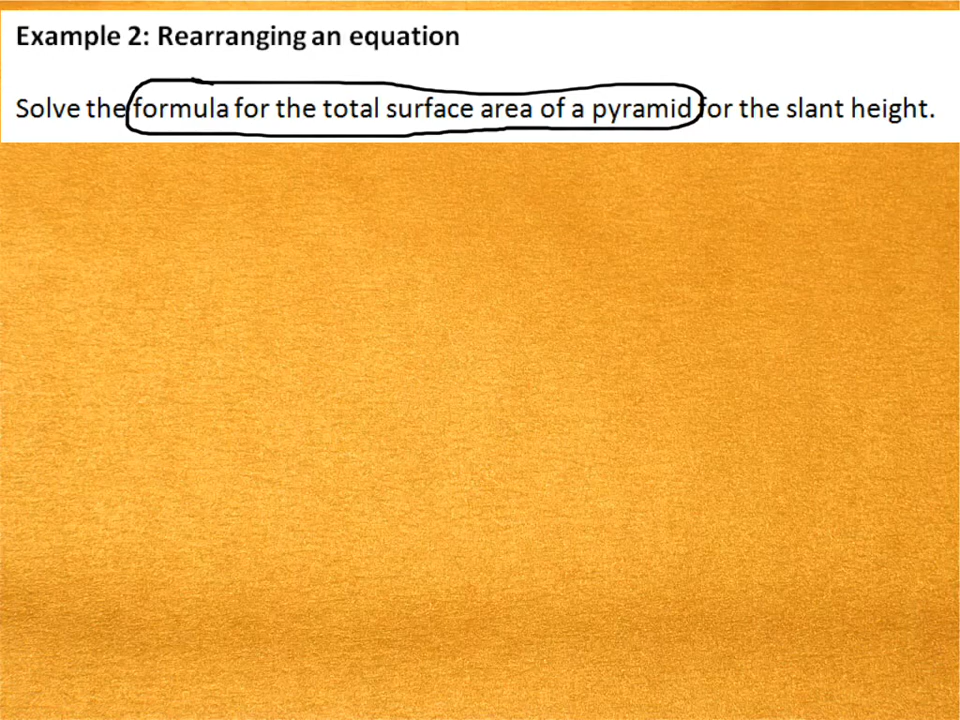 Example 2: Rearranging an equation
Solve the formula for the total surface area of a pyramid for the slant height.